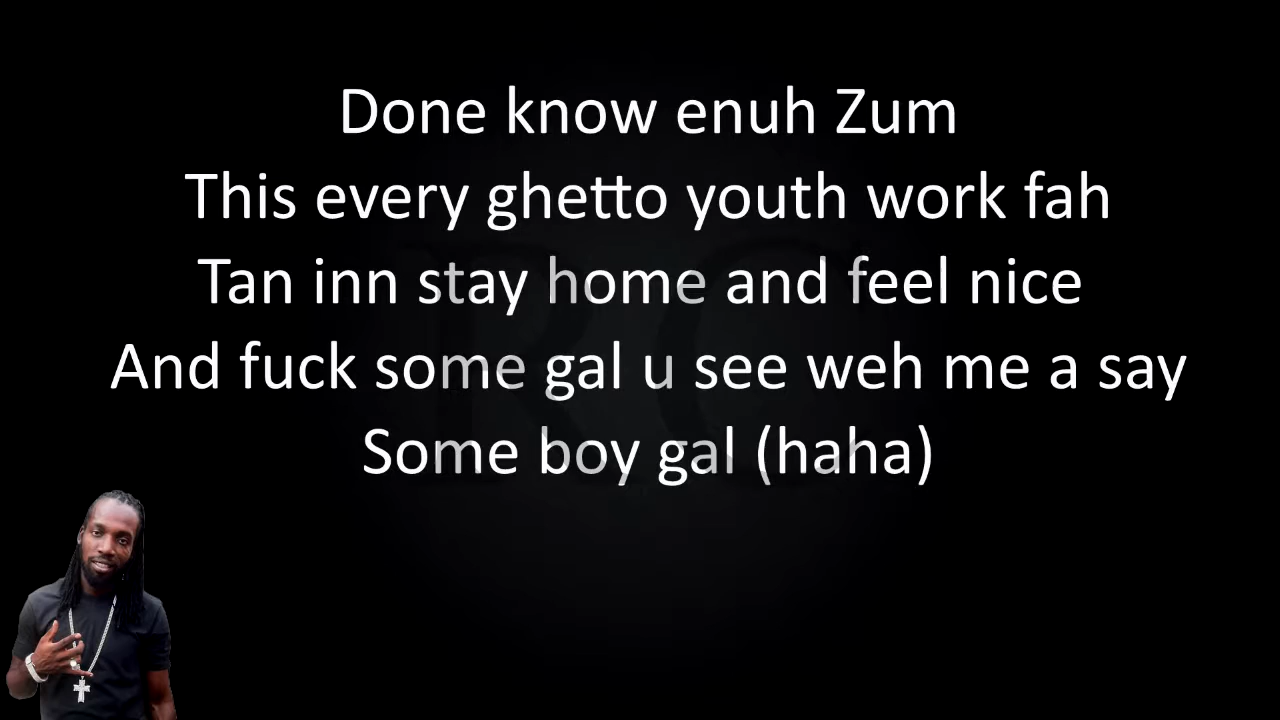 Done know enuh Zum
This every ghetto youth work fah
Tan inn stay home and feel nice
And fuck some gal u see weh me a say
Some boy gal (haha)
RC